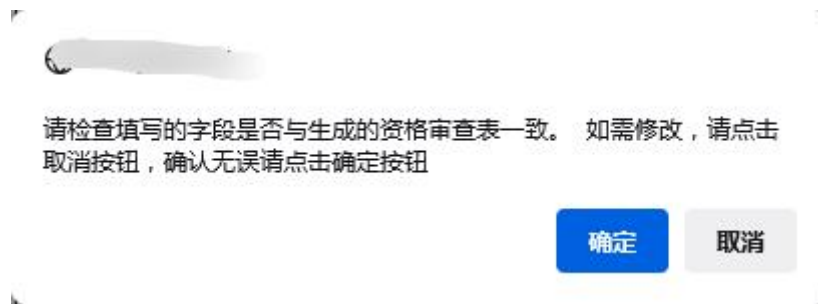 请检查填写的字段是否与生成的资格审查表一致。 如需修改，请点击
取消按钮，确认无误请点击确定按钮
确定 取消